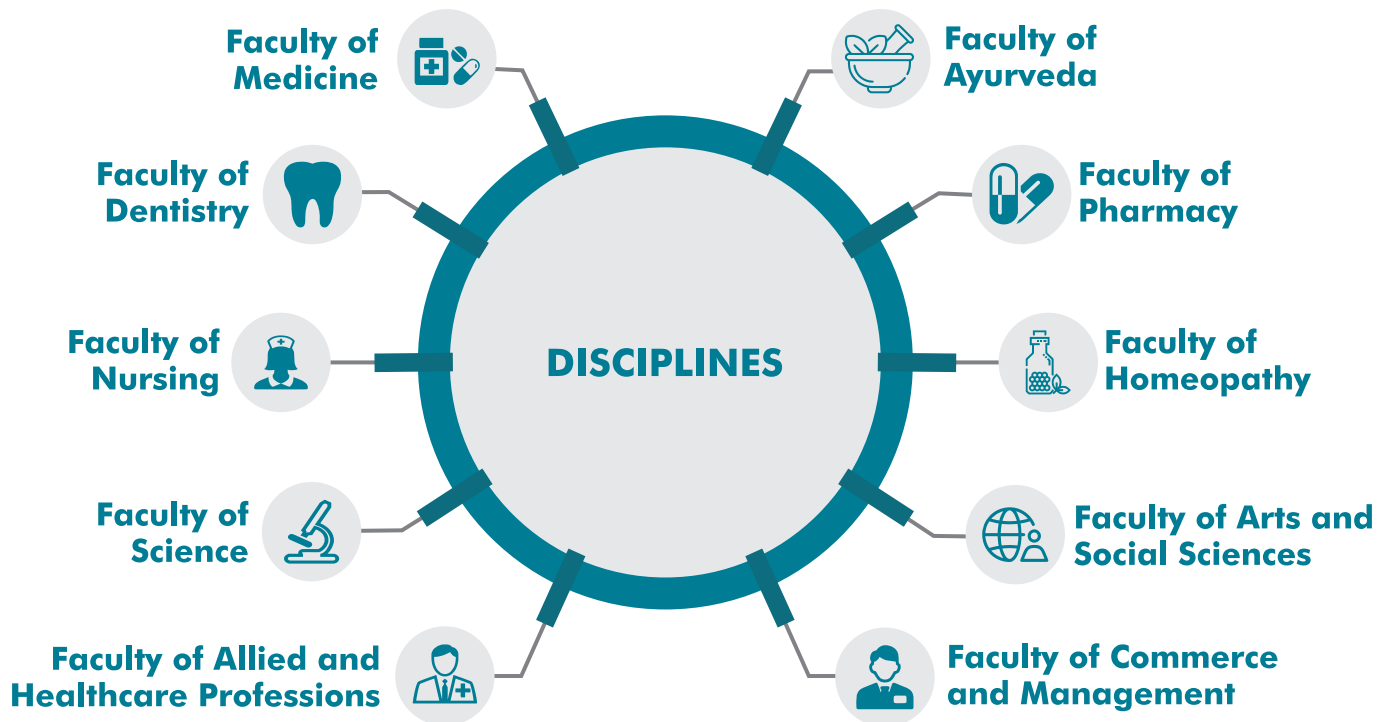 Faculty of
Medicine
Faculty of
Ayurveda
Faculty of
Dentistry
Faculty of
Pharmacy
Faculty of
Nursing
DISCIPLINES
Faculty of
Homeopathy
Faculty of
Science
Faculty of Arts and
Social Sciences
Faculty of Allied and
Healthcare Professions
Faculty of Commerce
and Management